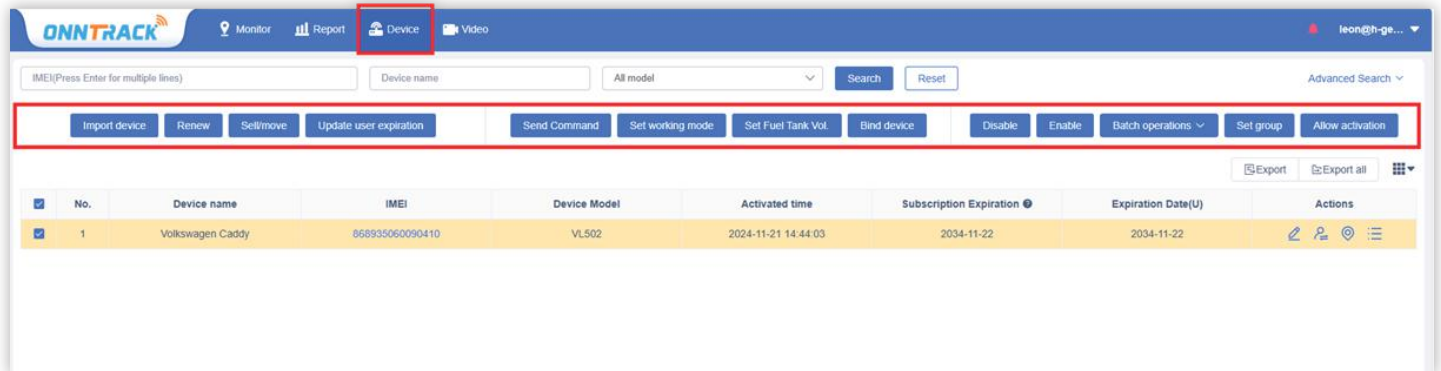 ONNTRACK Monitor Report Device Video leon@h-ge...
IMEI(Press Enter for multiple lines) Device name All model Search Reset Advanced Search
Import device Renew Sell/move Update user expiration Send Command Set working mode Set Fuel Tank Vol. Bind device Disable Enable Batch operations Set group Allow activation
Export Export all
No. Device name IMEI Device Model Activated time Subscription Expiration Expiration Date(U) Actions
1 Volkswagen Caddy 868935060090410 VL502 2024-11-21 14:44:03 2034-11-22 2034-11-22